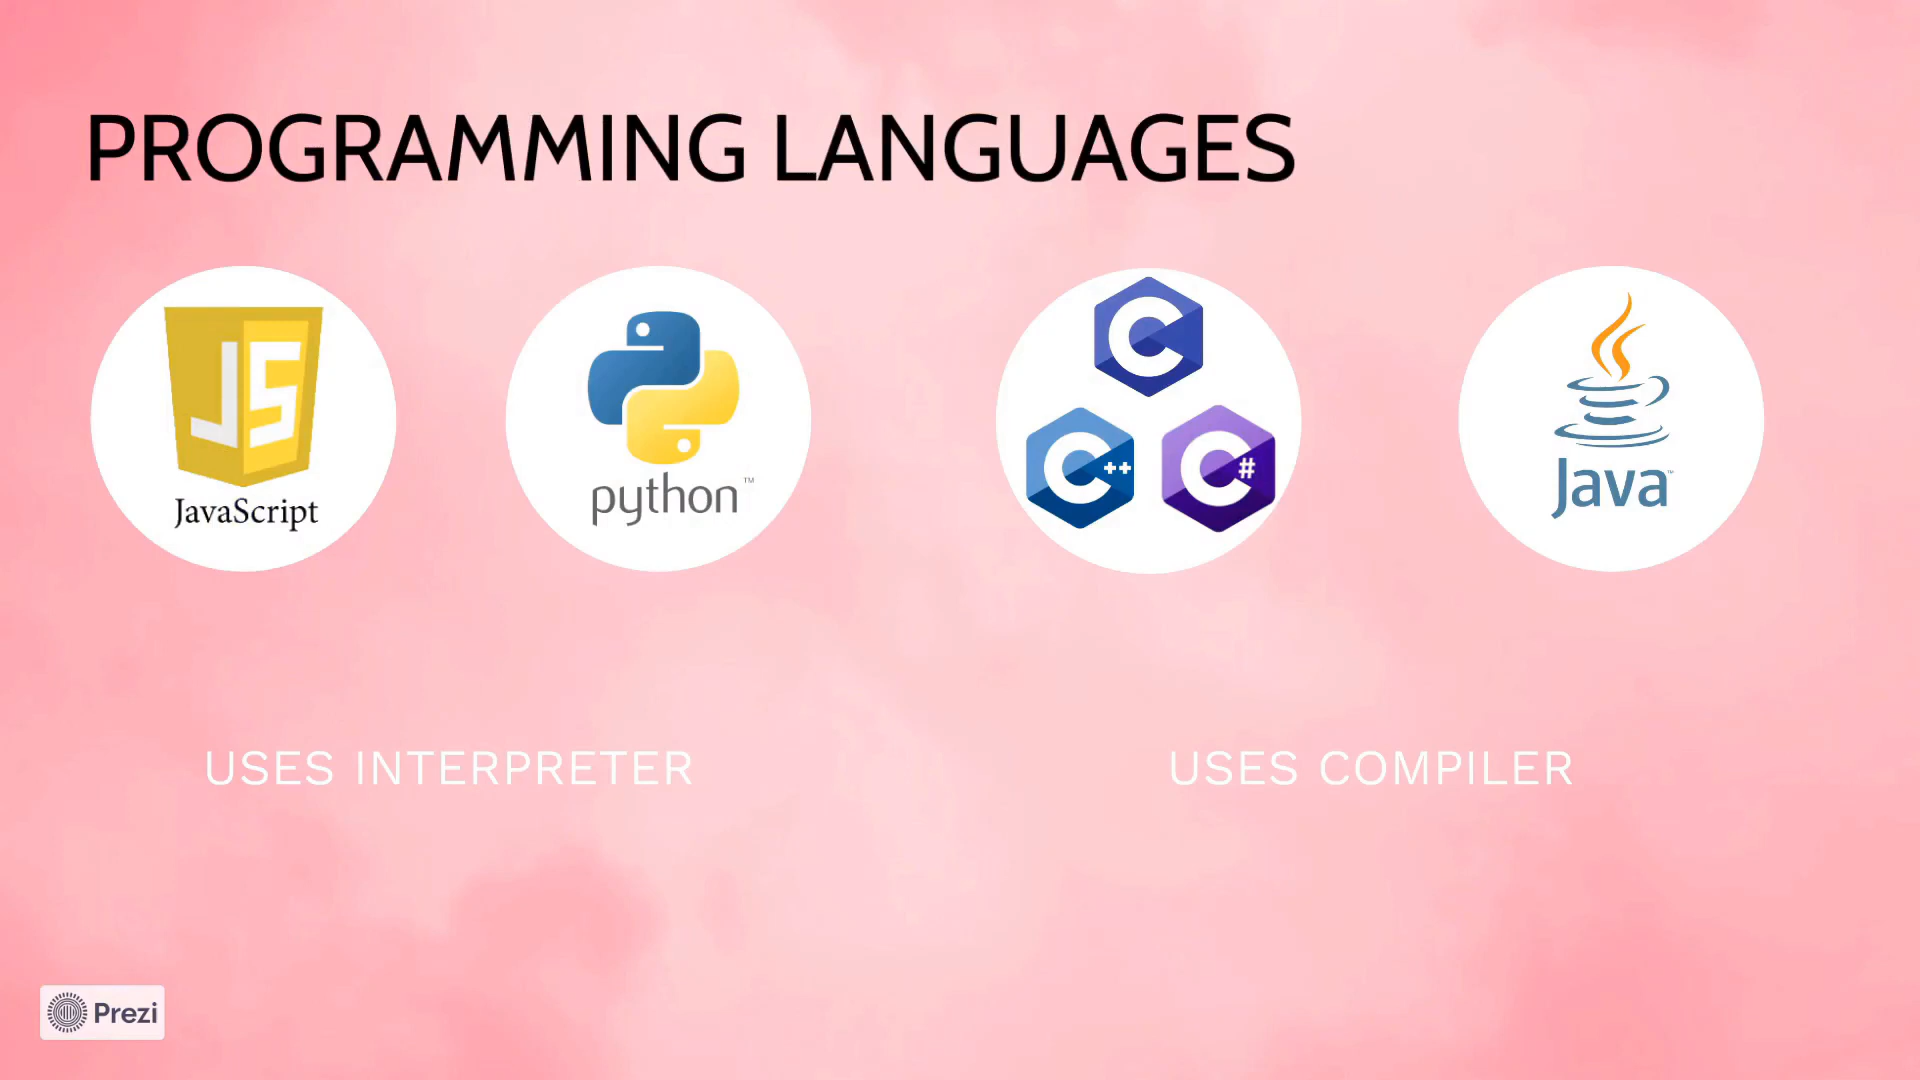 PROGRAMMING LANGUAGES
JS
JavaScript
python™
C
C++
C#
Java™
USES INTERPRETER
USES COMPILER
Prezi